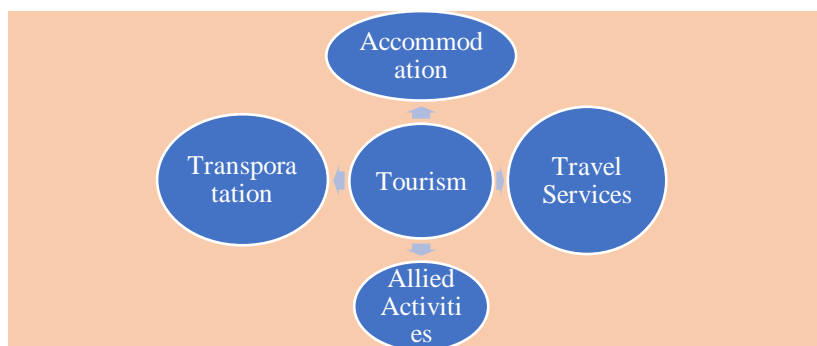 Accommod
ation
Transpora
tation
Tourism
Travel
Services
Allied
Activiti
es